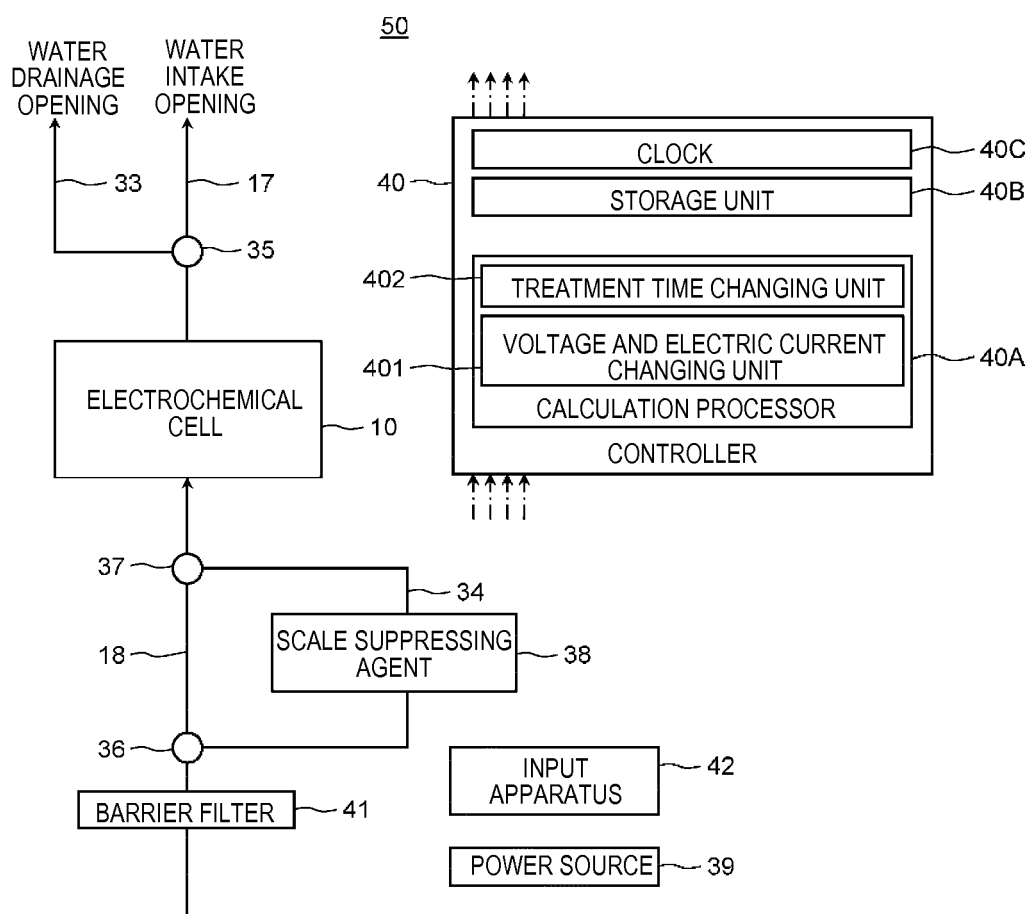 50
WATER
DRAINAGE
OPENING
WATER
INTAKE
OPENING
33
17
35
40
CLOCK
40C
STORAGE UNIT
40B
402
TREATMENT TIME CHANGING UNIT
401
VOLTAGE AND ELECTRIC CURRENT
CHANGING UNIT
40A
CALCULATION PROCESSOR
CONTROLLER
ELECTROCHEMICAL
CELL
10
37
34
18
SCALE SUPPRESSING
AGENT
38
36
INPUT
APPARATUS
42
BARRIER FILTER
41
POWER SOURCE
39